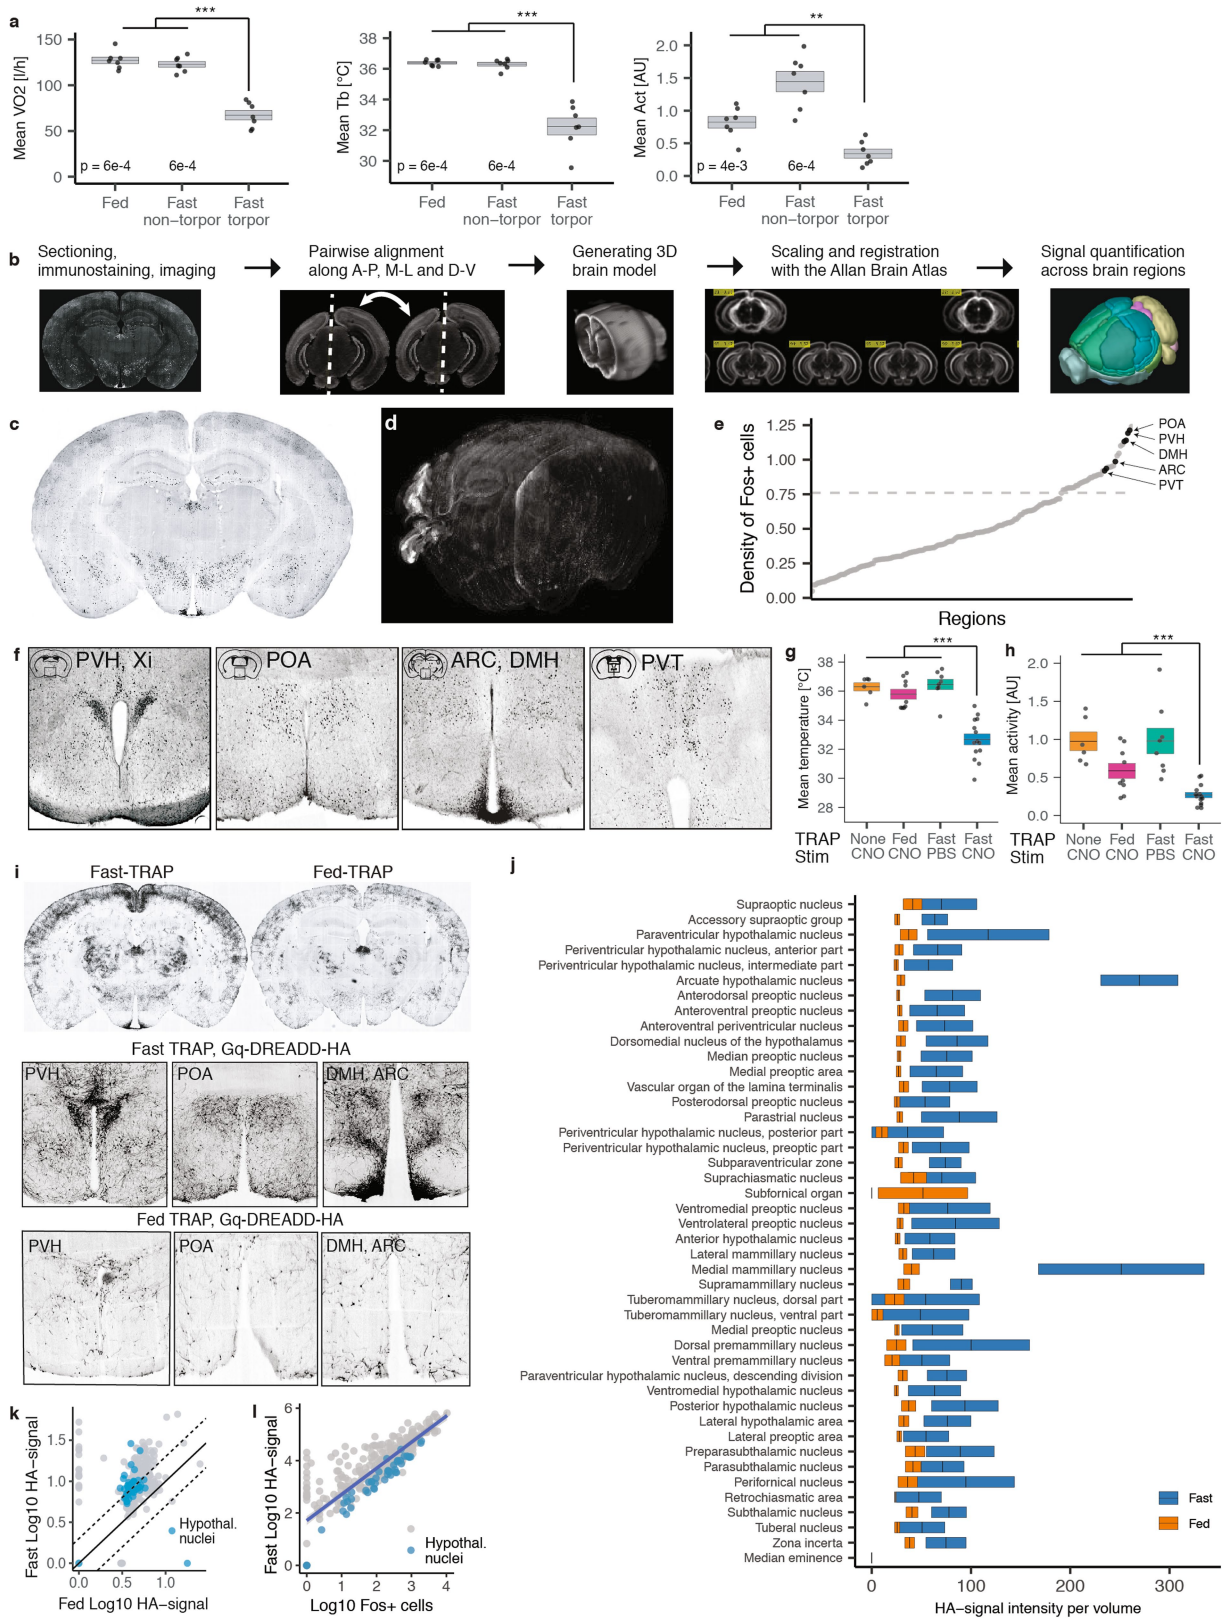 a
***
Mean VO2 [l/h]
150
100
50
0
p = 6e-4
6e-4
Fed
Fast
non-torpor
Fast
torpor
***
Mean Tb [°C]
38
36
34
32
30
p = 6e-4
6e-4
Fed
Fast
non-torpor
Fast
torpor
**
Mean Act [AU]
2.0
1.5
1.0
0.5
0.0
p = 4e-3
6e-4
Fed
Fast
non-torpor
Fast
torpor
b
Sectioning,
immunostaining, imaging
Pairwise alignment
along A-P, M-L and D-V
Generating 3D
brain model
Scaling and registration
with the Allan Brain Atlas
Signal quantification
across brain regions
c
d
e
Density of Fos+ cells
1.25
1.00
0.75
0.50
0.25
0.00
POA
PVH
DMH
ARC
PVT
Regions
f
PVH, Xi
POA
ARC, DMH
PVT
g
***
Mean temperature [°C]
38
36
34
32
30
28
TRAP
Stim
None
CNO
Fed
CNO
Fast
PBS
Fast
CNO
h
***
Mean activity [AU]
2.0
1.5
1.0
0.5
0.0
TRAP
Stim
None
CNO
Fed
CNO
Fast
PBS
Fast
CNO
i
Fast-TRAP
Fed-TRAP
Fast TRAP, Gq-DREADD-HA
PVH
POA
DMH, ARC
Fed TRAP, Gq-DREADD-HA
PVH
POA
DMH, ARC
j
Supraoptic nucleus
Accessory supraoptic group
Paraventricular hypothalamic nucleus
Periventricular hypothalamic nucleus, anterior part
Periventricular hypothalamic nucleus, intermediate part
Arcuate hypothalamic nucleus
Anterodorsal preoptic nucleus
Anteroventral preoptic nucleus
Anteroventral periventricular nucleus
Dorsomedial nucleus of the hypothalamus
Median preoptic nucleus
Medial preoptic area
Vascular organ of the lamina terminalis
Posterodorsal preoptic nucleus
Parastrial nucleus
Periventricular hypothalamic nucleus, posterior part
Periventricular hypothalamic nucleus, preoptic part
Subparaventricular zone
Suprachiasmatic nucleus
Subfornical organ
Ventromedial preoptic nucleus
Ventrolateral preoptic nucleus
Anterior hypothalamic nucleus
Lateral mammillary nucleus
Medial mammillary nucleus
Supramammillary nucleus
Tuberomammillary nucleus, dorsal part
Tuberomammillary nucleus, ventral part
Medial preoptic nucleus
Dorsal premammillary nucleus
Ventral premammillary nucleus
Paraventricular hypothalamic nucleus, descending division
Ventromedial hypothalamic nucleus
Posterior hypothalamic nucleus
Lateral hypothalamic area
Lateral preoptic area
Preparasubthalamic nucleus
Parasubthalamic nucleus
Perifornical nucleus
Retrochiasmatic area
Subthalamic nucleus
Tuberal nucleus
Zona incerta
Median eminence
Fast
Fed
0
100
200
300
HA-signal intensity per volume
k
Fast Log10 HA-signal
1.5
1.0
0.5
0.0
Hypothal.
nuclei
0.0
0.5
1.0
Fed Log10 HA-signal
l
Fast Log10 HA-signal
6
4
2
0
Hypothal.
nuclei
0
1
2
3
4
Log10 Fos+ cells